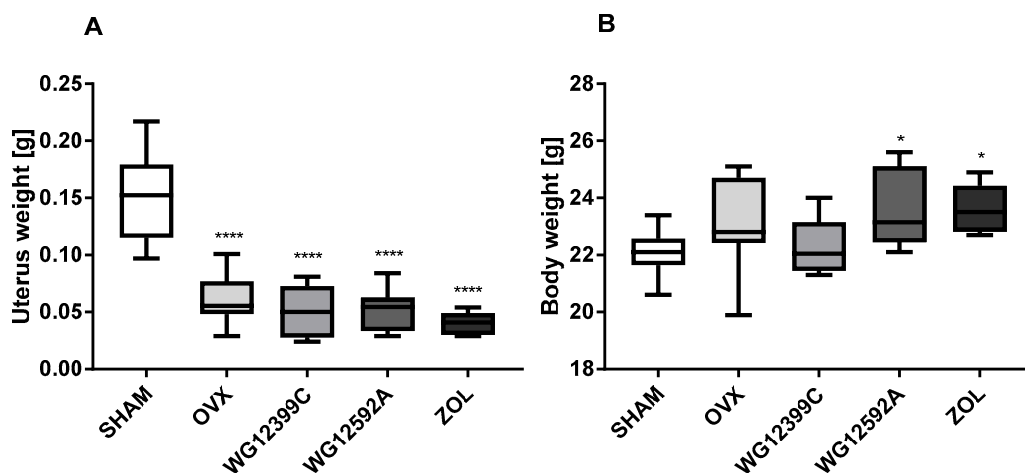 A
Uterus weight [g]
0.25
0.20
0.15
0.10
0.05
0.00
****
****
****
****
SHAM
OVX
WG12399C
WG12592A
ZOL
B
Body weight [g]
28
26
24
22
20
18
*
*
SHAM
OVX
WG12399C
WG12592A
ZOL